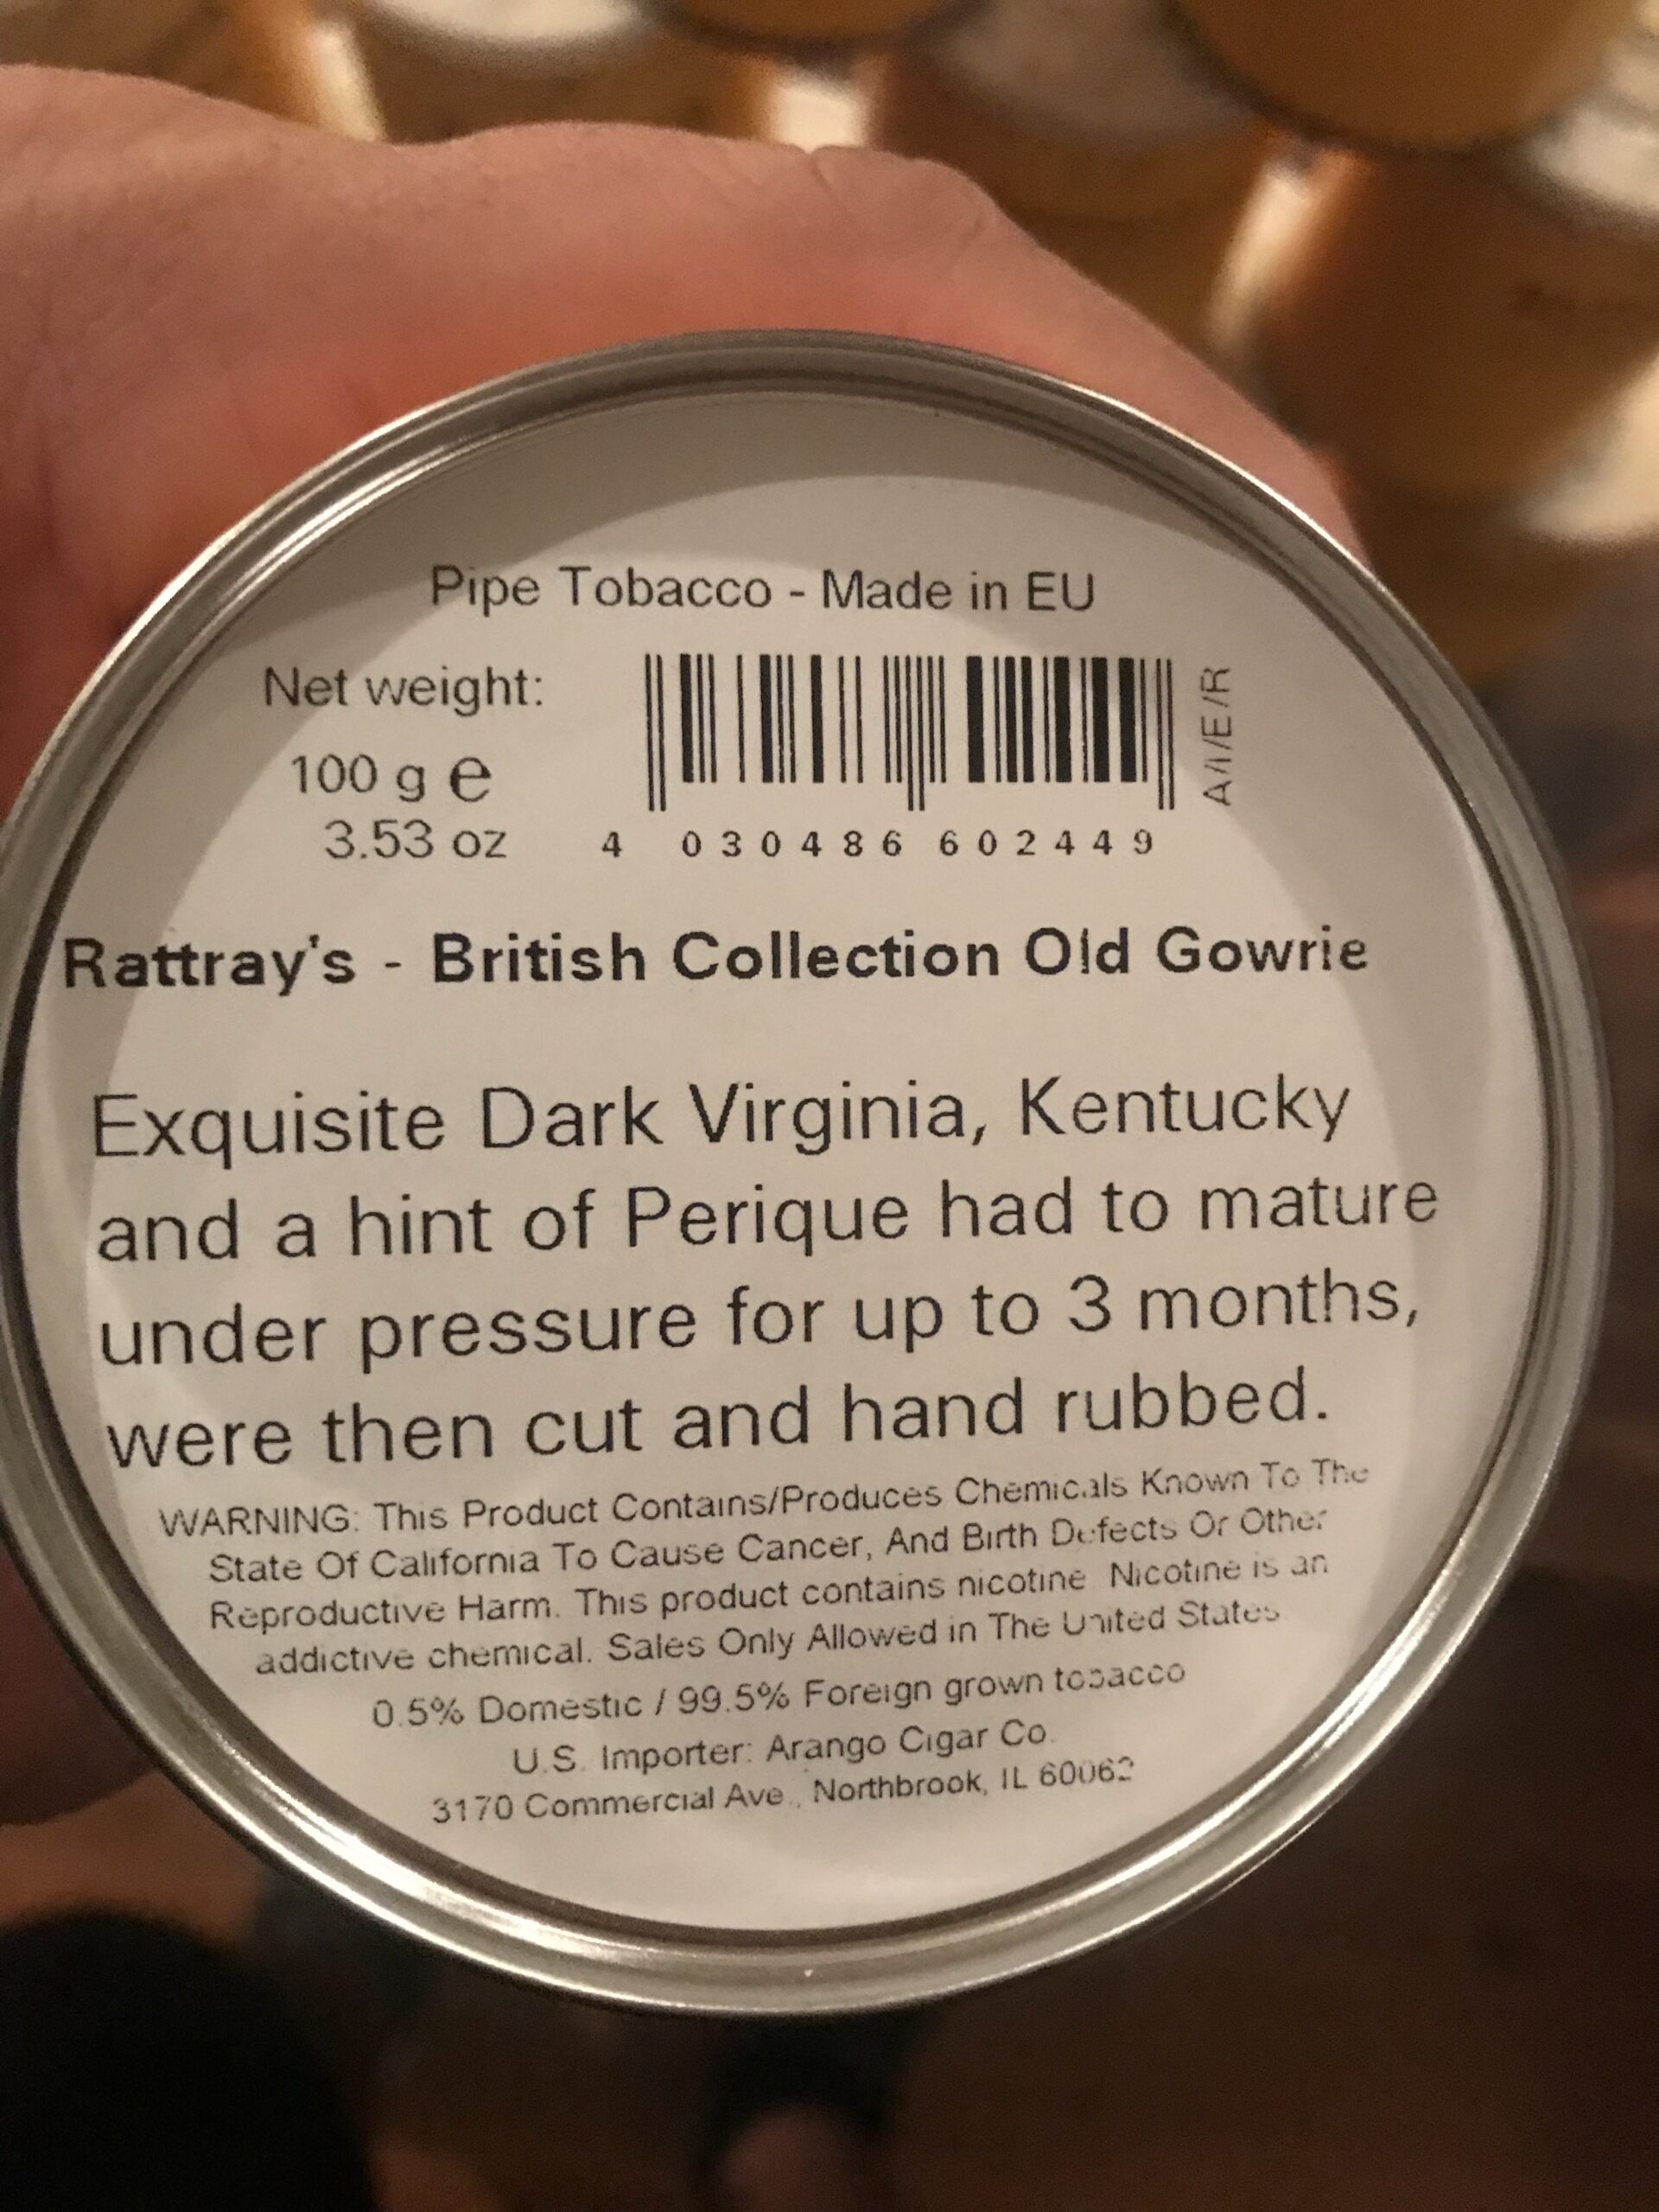 Pipe Tobacco - Made in EU
Net weight:
100 g e
3.53 oz
A/I/E/R
4 030486 602449
Rattray's - British Collection Old Gowrie
Exquisite Dark Virginia, Kentucky
and a hint of Perique had to mature
under pressure for up to 3 months,
were then cut and hand rubbed.
WARNING: This Product Contains/Produces Chemicals Known To The
State Of California To Cause Cancer, And Birth Defects Or Other
Reproductive Harm. This product contains nicotine. Nicotine is an
addictive chemical. Sales Only Allowed in The United States
0.5% Domestic / 99.5% Foreign grown tobacco
U.S. Importer: Arango Cigar Co.
3170 Commercial Ave., Northbrook, IL 60062